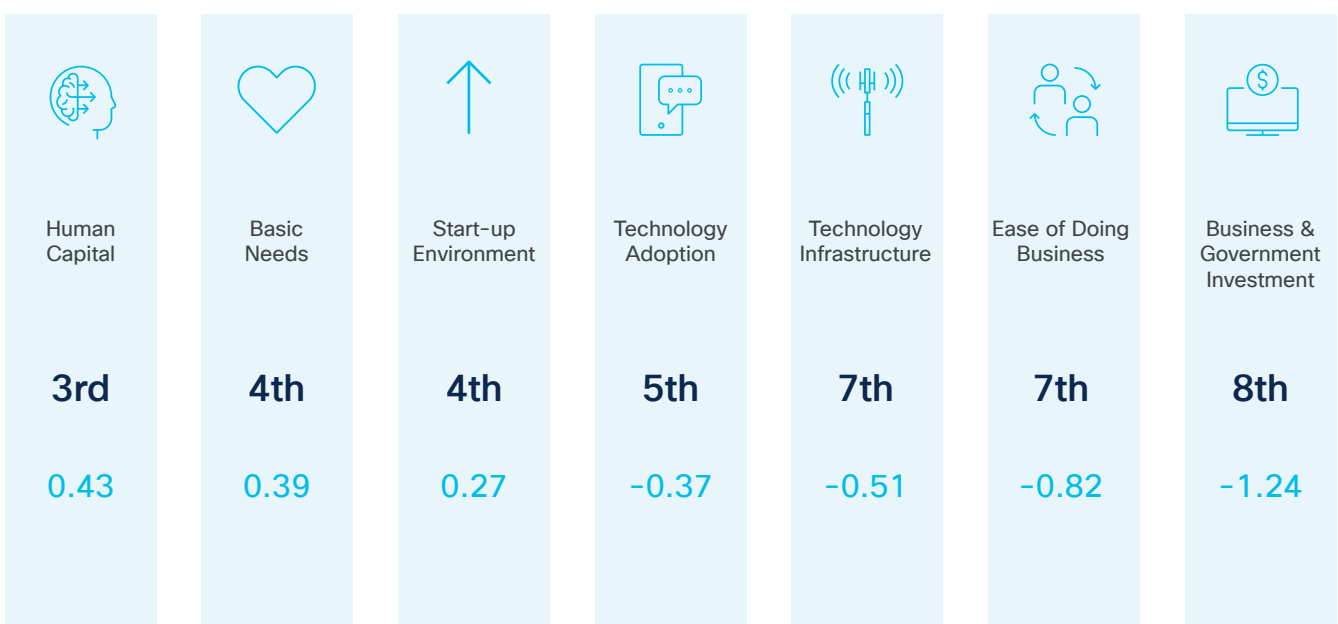 $
Human
Capital
3rd
0.43
Basic
Needs
4th
0.39
Start-up
Environment
4th
0.27
Technology
Adoption
5th
-0.37
Technology
Infrastructure
7th
-0.51
Ease of Doing
Business
7th
-0.82
Business &
Government
Investment
8th
-1.24